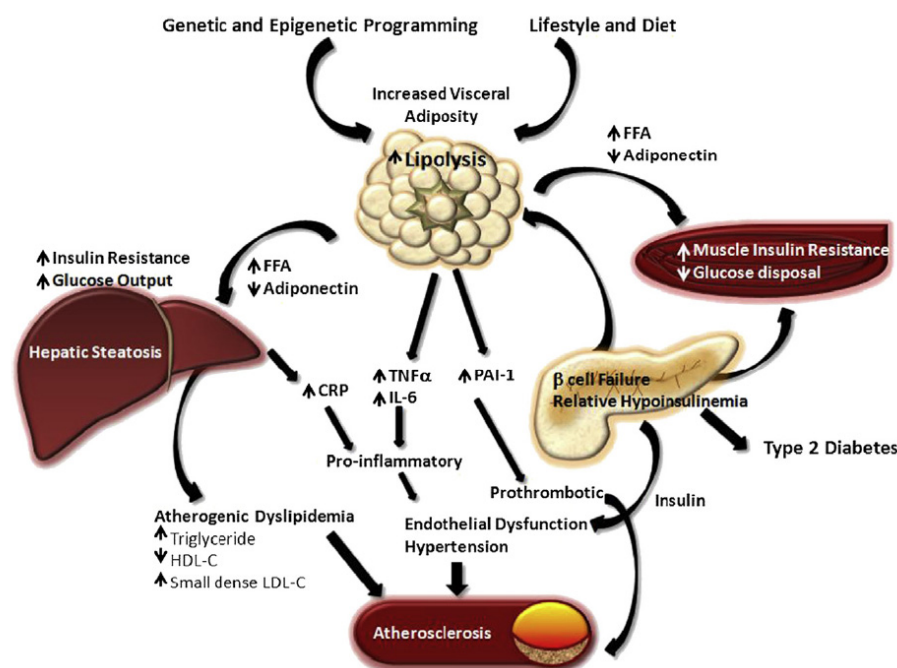 Genetic and Epigenetic Programming
Lifestyle and Diet
Increased Visceral
Adiposity
↑ Lipolysis
↑ FFA
↓ Adiponectin
↑ Muscle Insulin Resistance
↓ Glucose disposal
↑ Insulin Resistance
↑ Glucose Output
↑ FFA
↓ Adiponectin
Hepatic Steatosis
↑ CRP
↑ TNFα
↑ IL-6
↑ PAI-1
β cell Failure
Relative Hypoinsulinemia
Type 2 Diabetes
Pro-inflammatory
Prothrombotic
Insulin
Atherogenic Dyslipidemia
↑ Triglyceride
↓ HDL-C
↑ Small dense LDL-C
Endothelial Dysfunction
Hypertension
Atherosclerosis